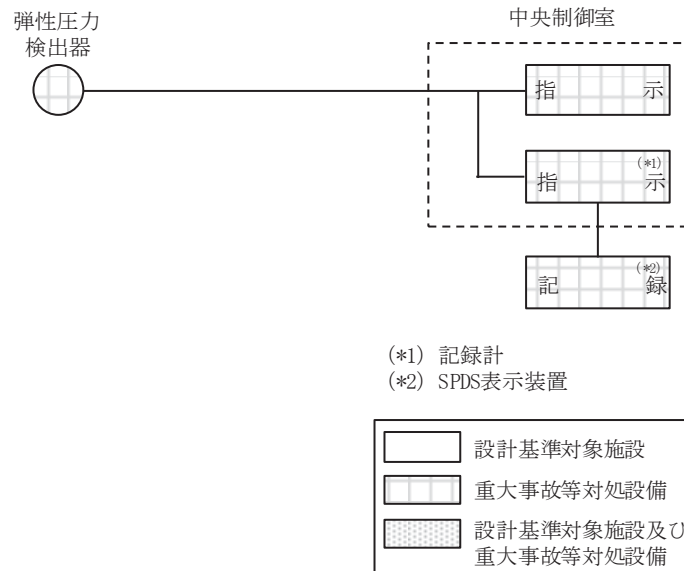 弾性圧力
検出器
中央制御室
指 示
(*1)
指 示
(*2)
記 録
(*1) 記録計
(*2) SPDS表示装置
設計基準対象施設
重大事故等対処設備
設計基準対象施設及び
重大事故等対処設備